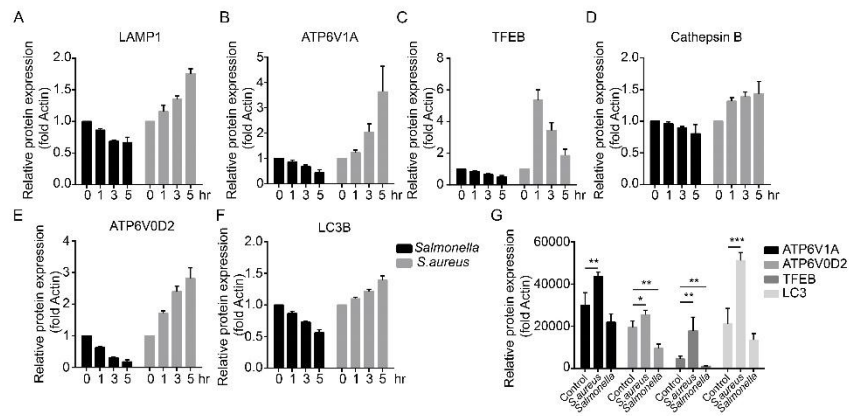 A
LAMP1
Relative protein expression
(fold Actin)
2.0
1.5
1.0
0.5
0.0
0 1 3 5 0 1 3 5 hr
B
ATP6V1A
Relative protein expression
(fold Actin)
5
4
3
2
1
0
0 1 3 5 0 1 3 5 hr
C
TFEB
Relative protein expression
(fold Actin)
8
6
4
2
0
0 1 3 5 0 1 3 5 hr
D
Cathepsin B
Relative protein expression
(fold Actin)
2.0
1.5
1.0
0.5
0.0
0 1 3 5 0 1 3 5 hr
E
ATP6V0D2
Relative protein expression
(fold Actin)
4
3
2
1
0
0 1 3 5 0 1 3 5
F
LC3B
Relative protein expression
(fold Actin)
2.0
1.5
1.0
0.5
0.0
0 1 3 5 0 1 3 5 hr
Salmonella
S.aureus
G
Relative protein expression
(fold Actin)
60000
40000
20000
0
**
*
**
**
**
***
Control
S.aureus
Salmonella
Control
S.aureus
Salmonella
Control
S.aureus
Salmonella
Control
S.aureus
Salmonella
ATP6V1A
ATP6V0D2
TFEB
LC3